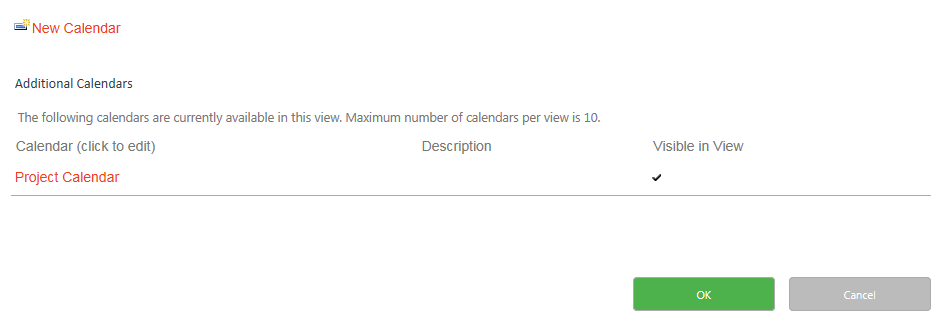 New Calendar
Additional Calendars
The following calendars are currently available in this view. Maximum number of calendars per view is 10.
Calendar (click to edit) Description Visible in View
Project Calendar
OK Cancel